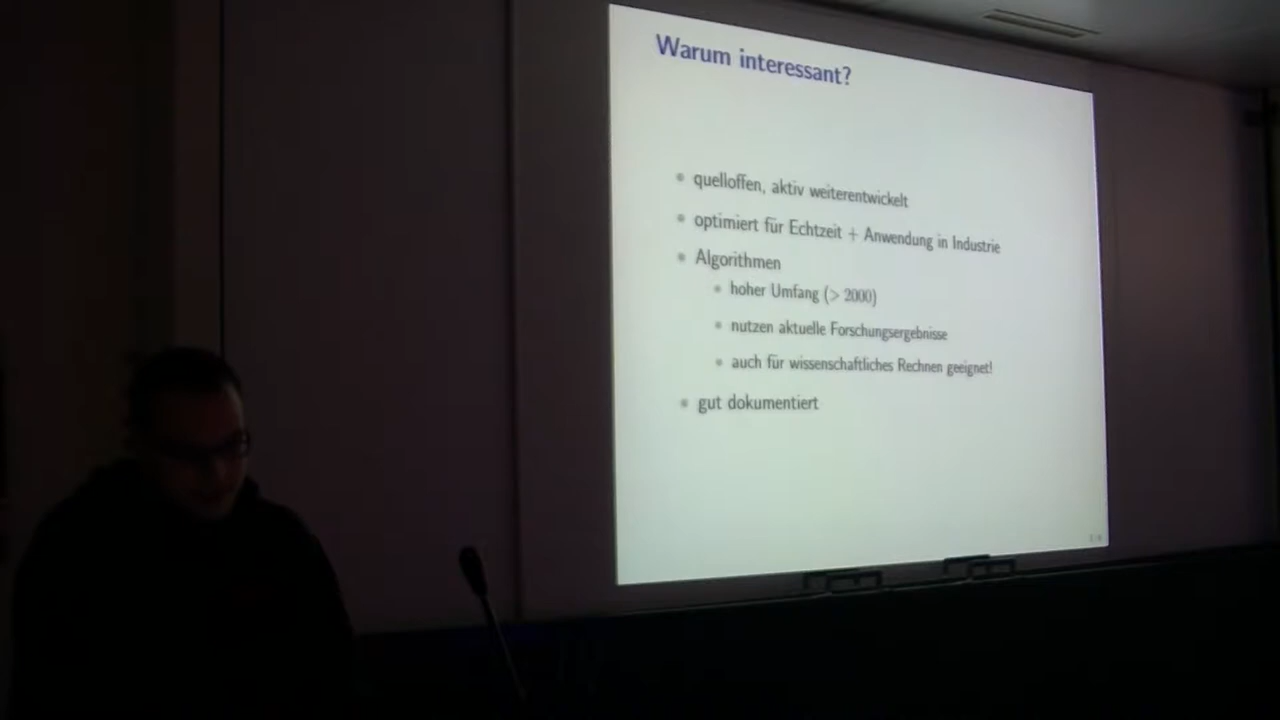 Warum interessant?
quelloffen, aktiv weiterentwickelt
optimiert für Echtzeit + Anwendung in Industrie
Algorithmen
hoher Umfang (> 2000)
nutzen aktuelle Forschungsergebnisse
auch für wissenschaftliches Rechnen geeignet!
gut dokumentiert